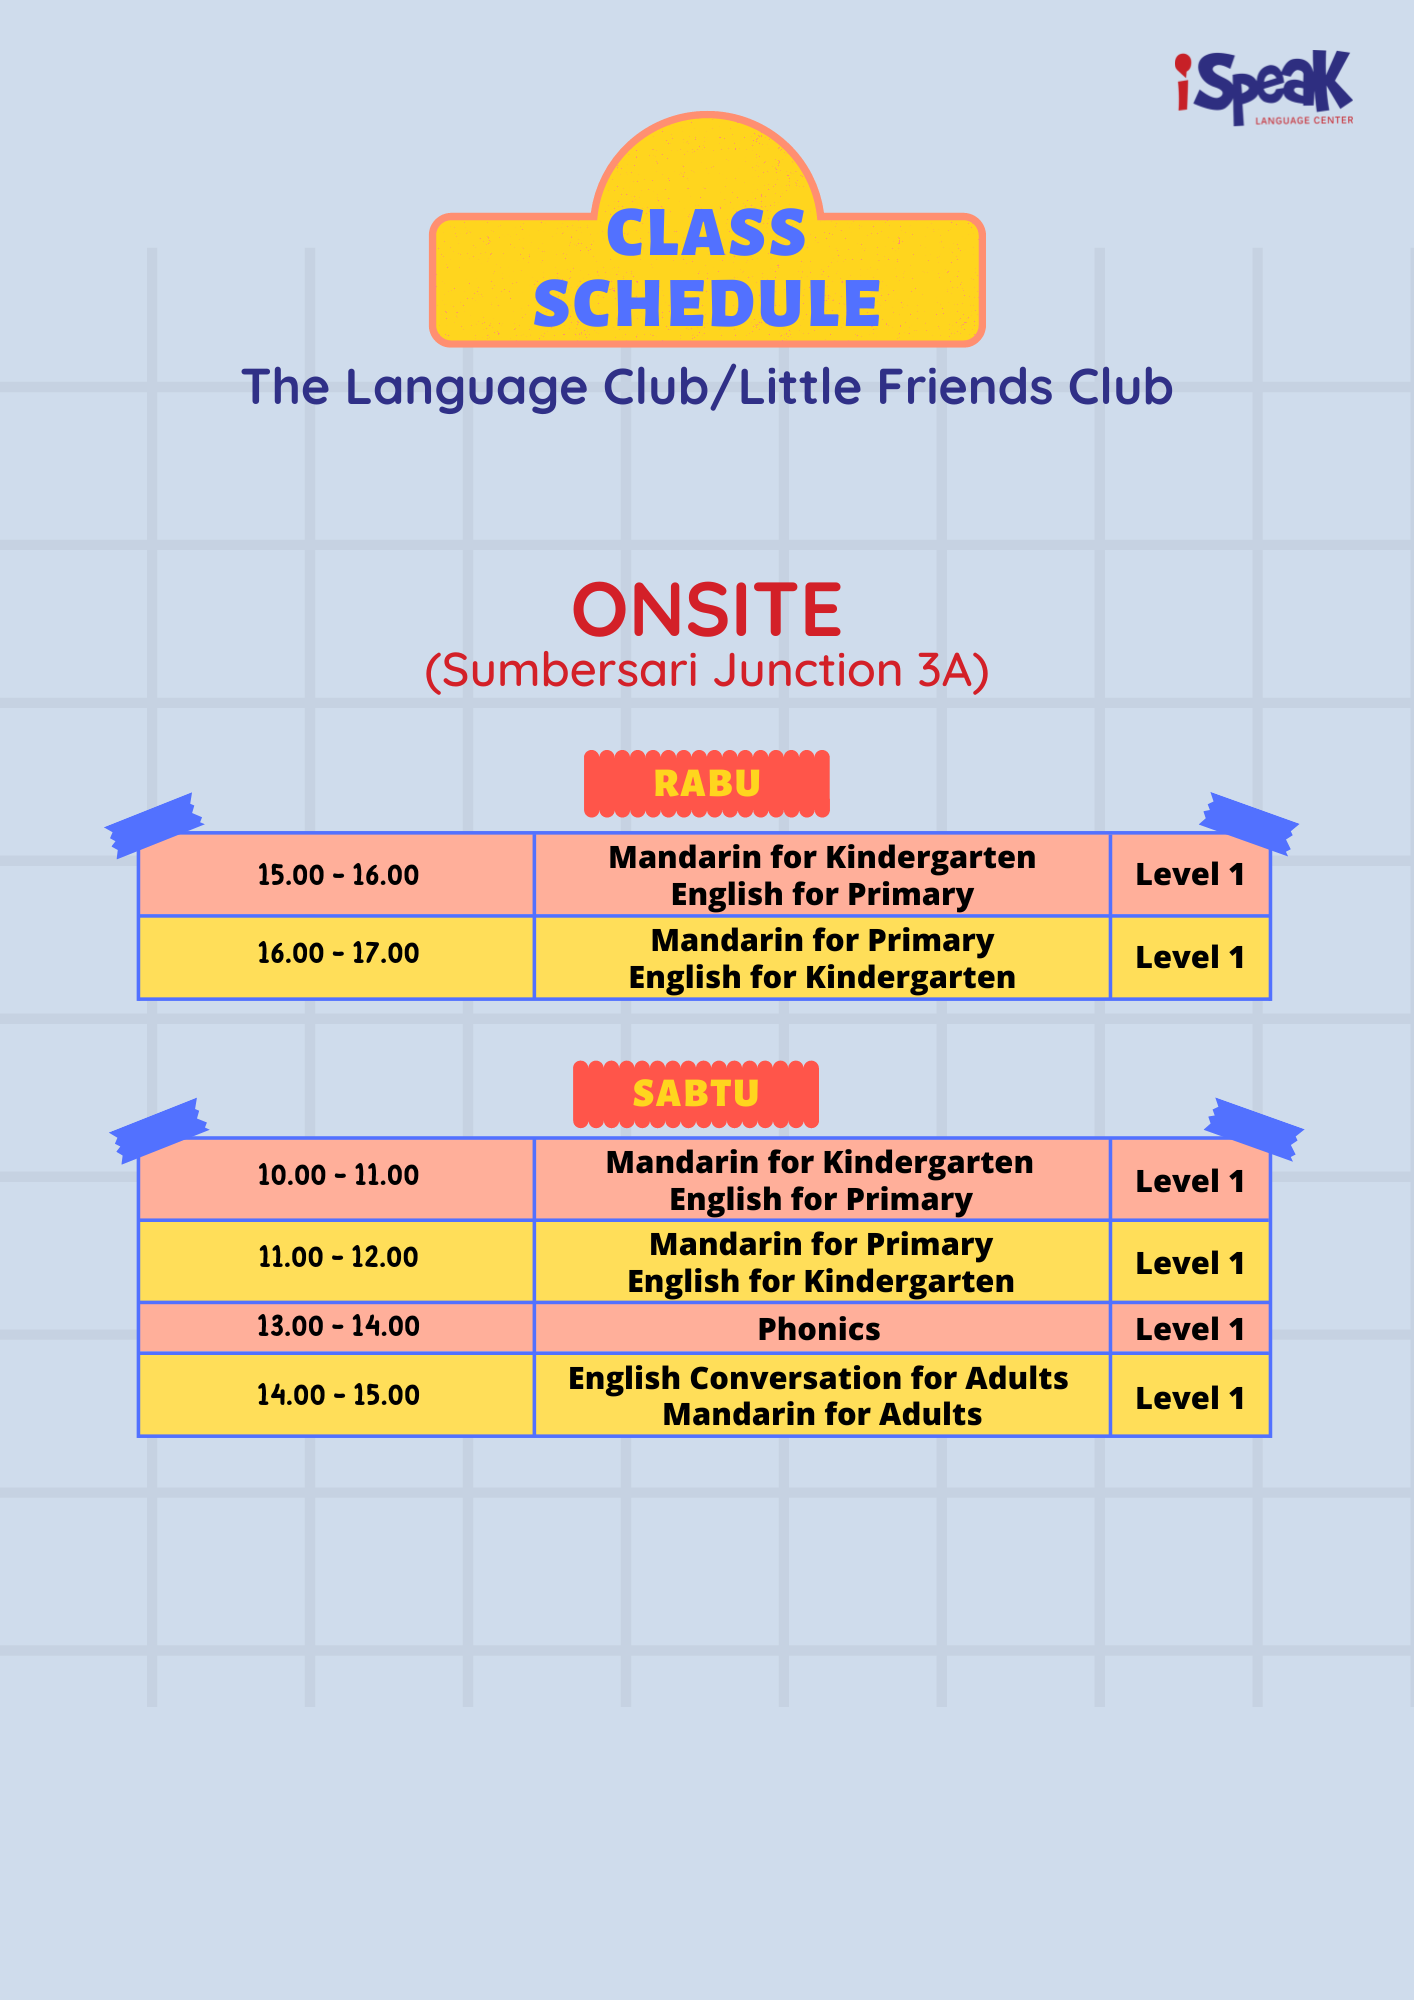 iSpeak
LANGUAGE CENTER
CLASS
SCHEDULE
The Language Club/Little Friends Club
ONSITE
(Sumbersari Junction 3A)
RABU
15.00 - 16.00
Mandarin for Kindergarten
English for Primary
Level 1
16.00 - 17.00
Mandarin for Primary
English for Kindergarten
Level 1
SABTU
10.00 - 11.00
Mandarin for Kindergarten
English for Primary
Level 1
11.00 - 12.00
Mandarin for Primary
English for Kindergarten
Level 1
13.00 - 14.00
Phonics
Level 1
14.00 - 15.00
English Conversation for Adults
Mandarin for Adults
Level 1